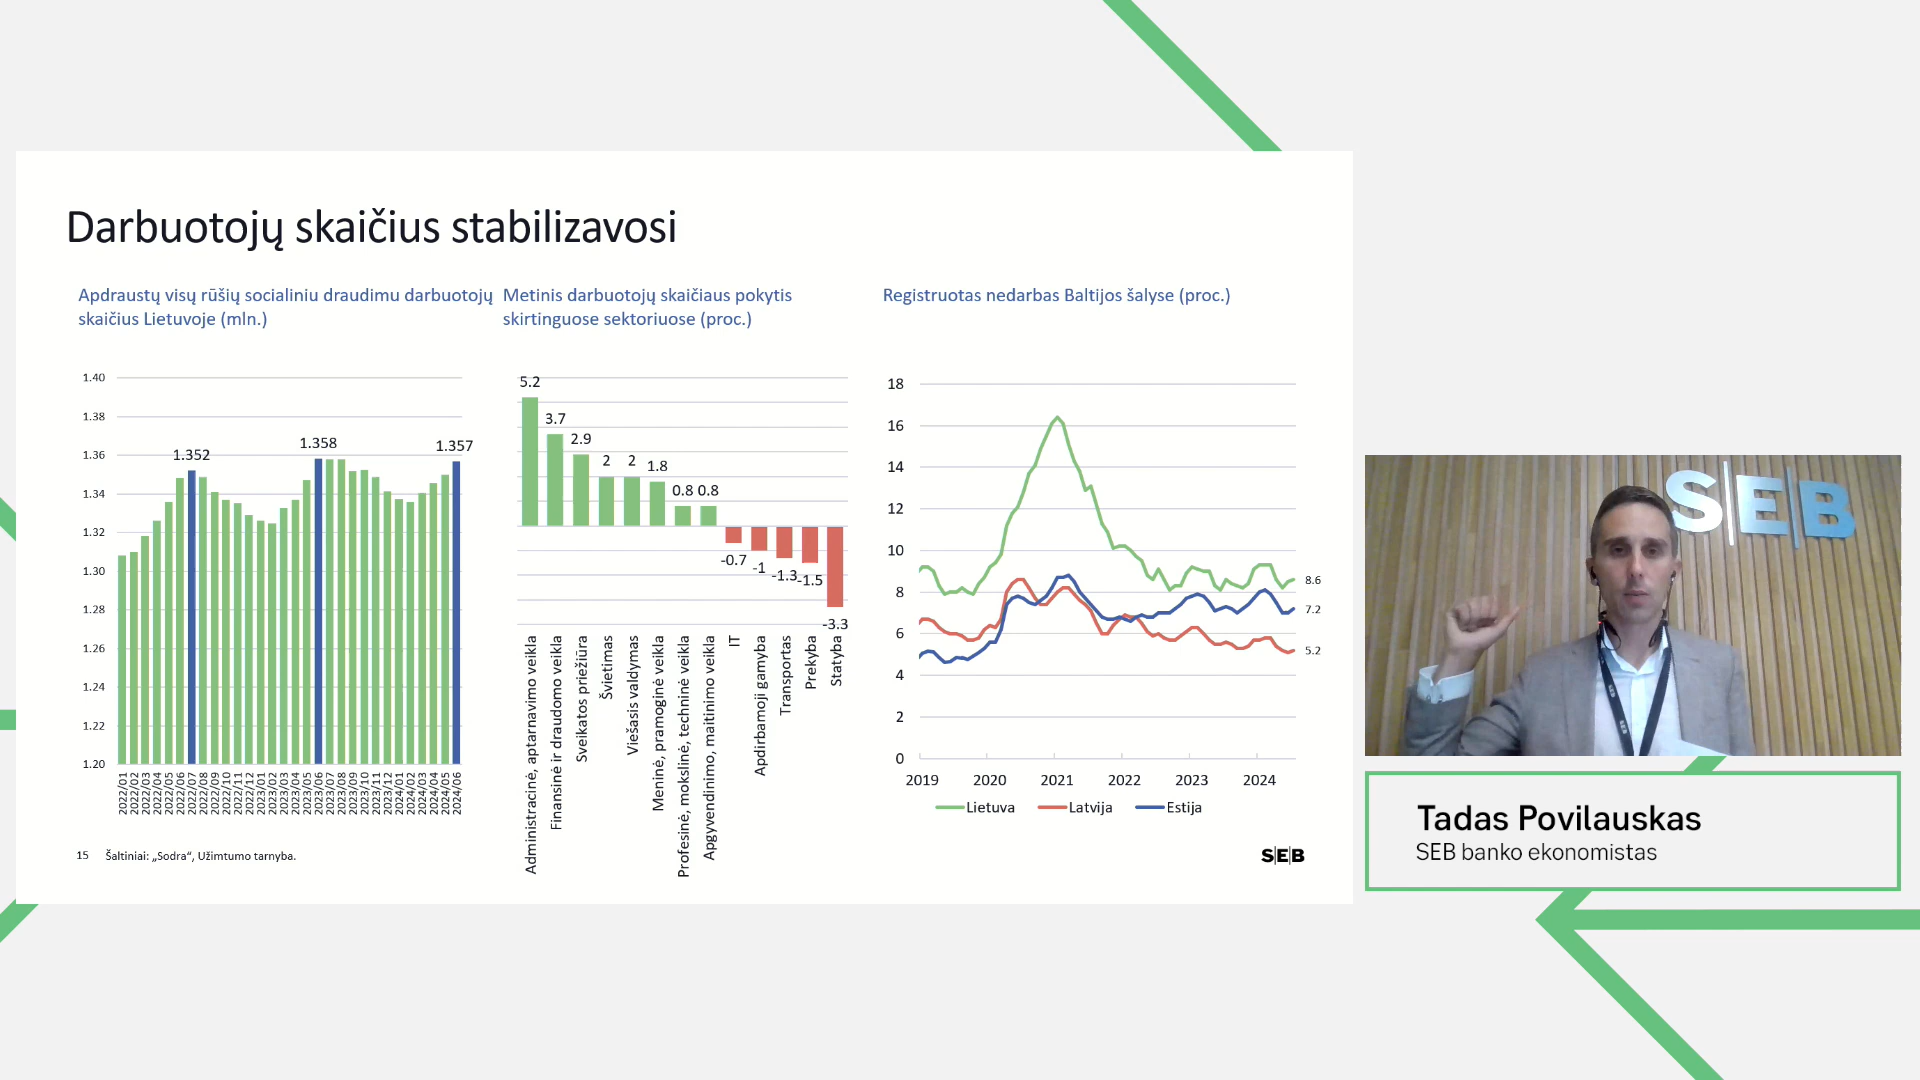 Darbuotojų skaičius stabilizavosi
Apdraustų visų rūšių socialiniu draudimu darbuotojų
skaičius Lietuvoje (mln.)
1.40
1.38
1.36
1.34
1.32
1.30
1.28
1.26
1.24
1.22
1.20
1.352
1.358
1.357
2022/01
2022/02
2022/03
2022/04
2022/05
2022/06
2022/07
2022/08
2022/09
2022/10
2022/11
2022/12
2023/01
2023/02
2023/03
2023/04
2023/05
2023/06
2023/07
2023/08
2023/09
2023/10
2023/11
2023/12
2024/01
2024/02
2024/03
2024/04
2024/05
2024/06
Metinis darbuotojų skaičiaus pokytis
skirtinguose sektoriuose (proc.)
5.2
3.7
2.9
2
2
1.8
0.8
0.8
-0.7
-1
-1.3
-1.5
-3.3
Administracinė, aptarnavimo veikla
Finansinė ir draudomo veikla
Sveikatos priežiūra
Švietimas
Viešasis valdymas
Meninė, pramoginė veikla
Profesinė, mokslinė, techninė veikla
Apgyvendinimo, maitinimo veikla
IT
Apdirbamoji gamyba
Transportas
Prekyba
Statyba
Registruotas nedarbas Baltijos šalyse (proc.)
18
16
14
12
10
8
6
4
2
0
8.6
7.2
5.2
2019 2020 2021 2022 2023 2024
Lietuva Latvija Estija
15 Šaltiniai: „Sodra“, Užimtumo tarnyba.
SEB
SEB
Tadas Povilauskas
SEB banko ekonomistas